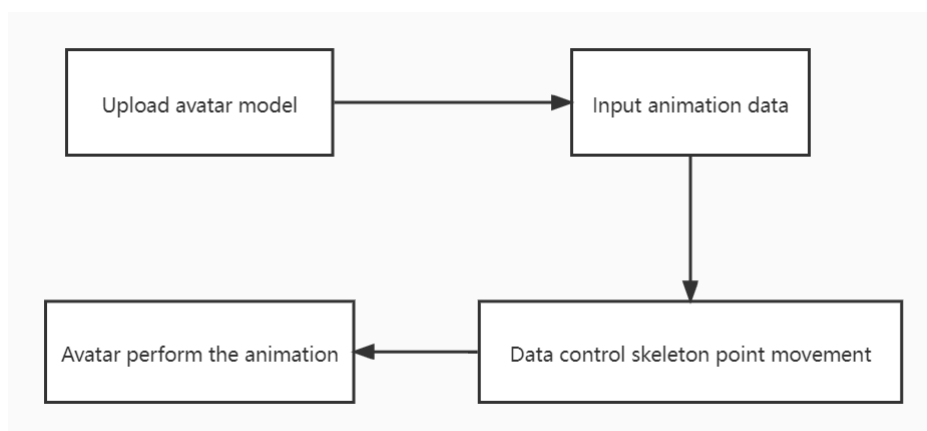 Upload avatar model
Input animation data
Data control skeleton point movement
Avatar perform the animation